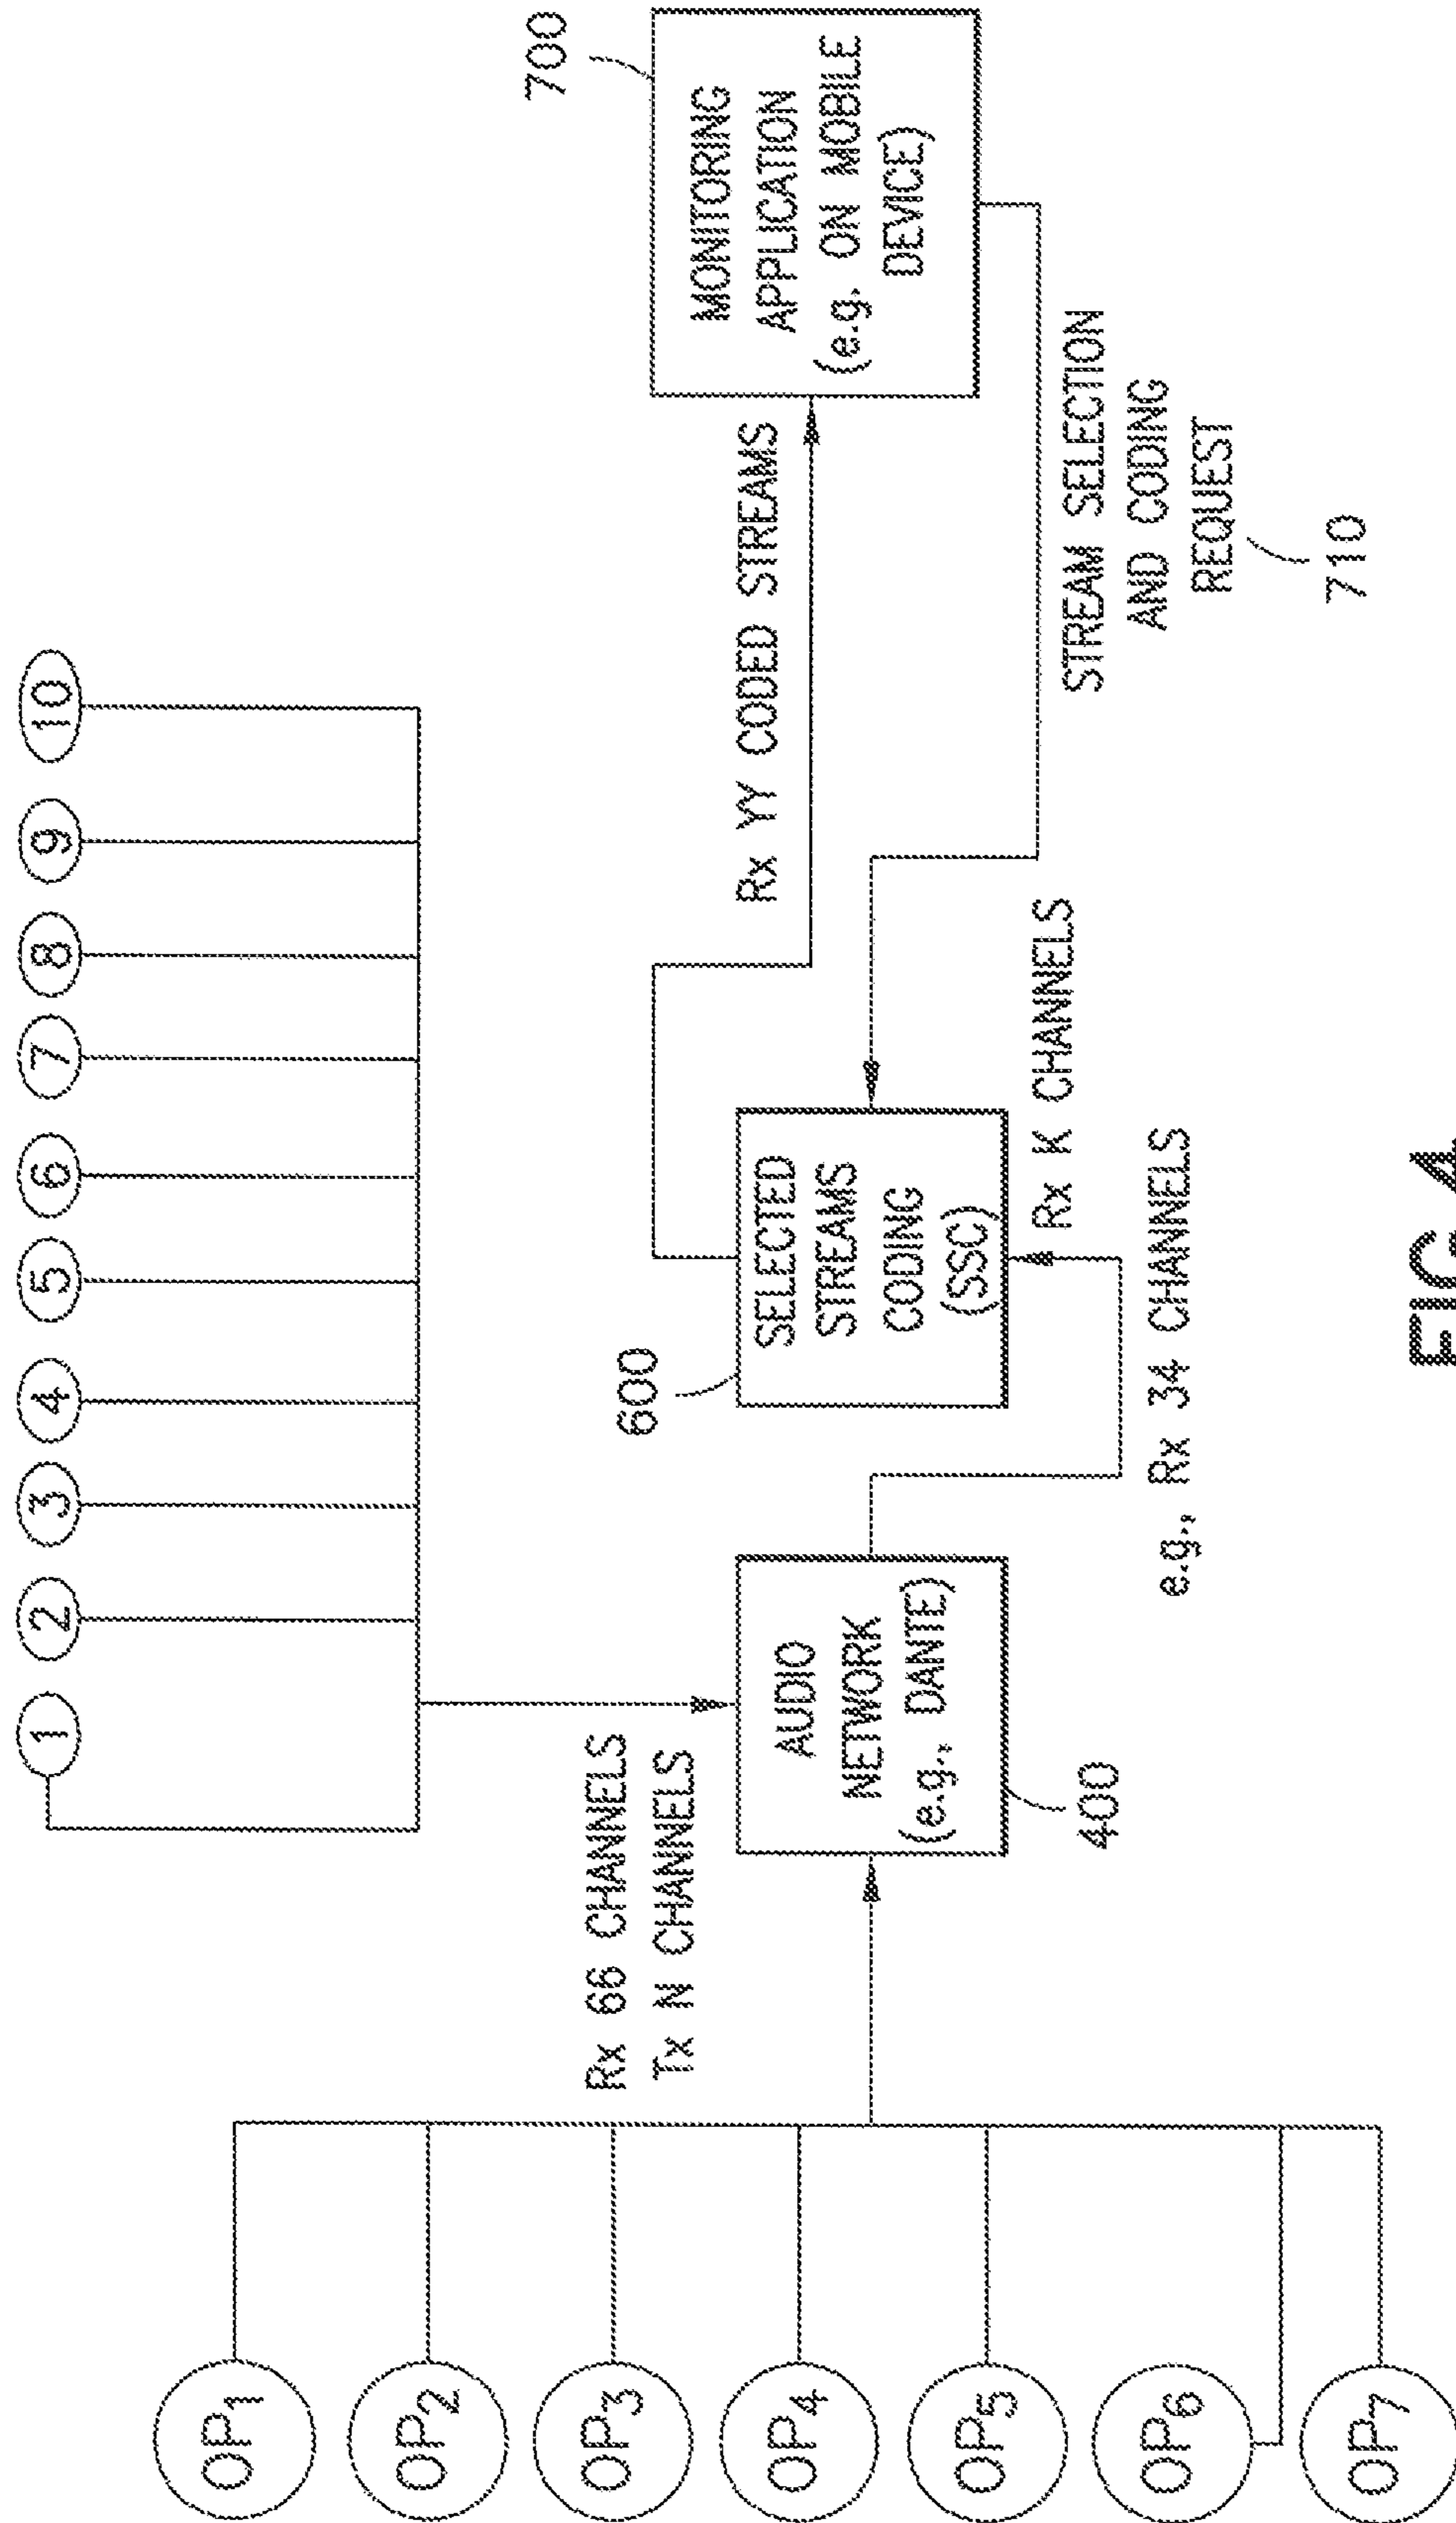 1
2
3
4
5
6
7
8
9
10
OP1
OP2
OP3
OP4
OP5
OP6
OP7
Rx 66 CHANNELS
Tx N CHANNELS
AUDIO
NETWORK
(e.g., DANTE)
400
600
SELECTED
STREAMS
CODING
(SSC)
Rx K CHANNELS
e.g., Rx 34 CHANNELS
Rx YY CODED STREAMS
700
MONITORING
APPLICATION
(e.g. ON MOBILE
DEVICE)
STREAM SELECTION
AND CODING
REQUEST
710
FIG. 4